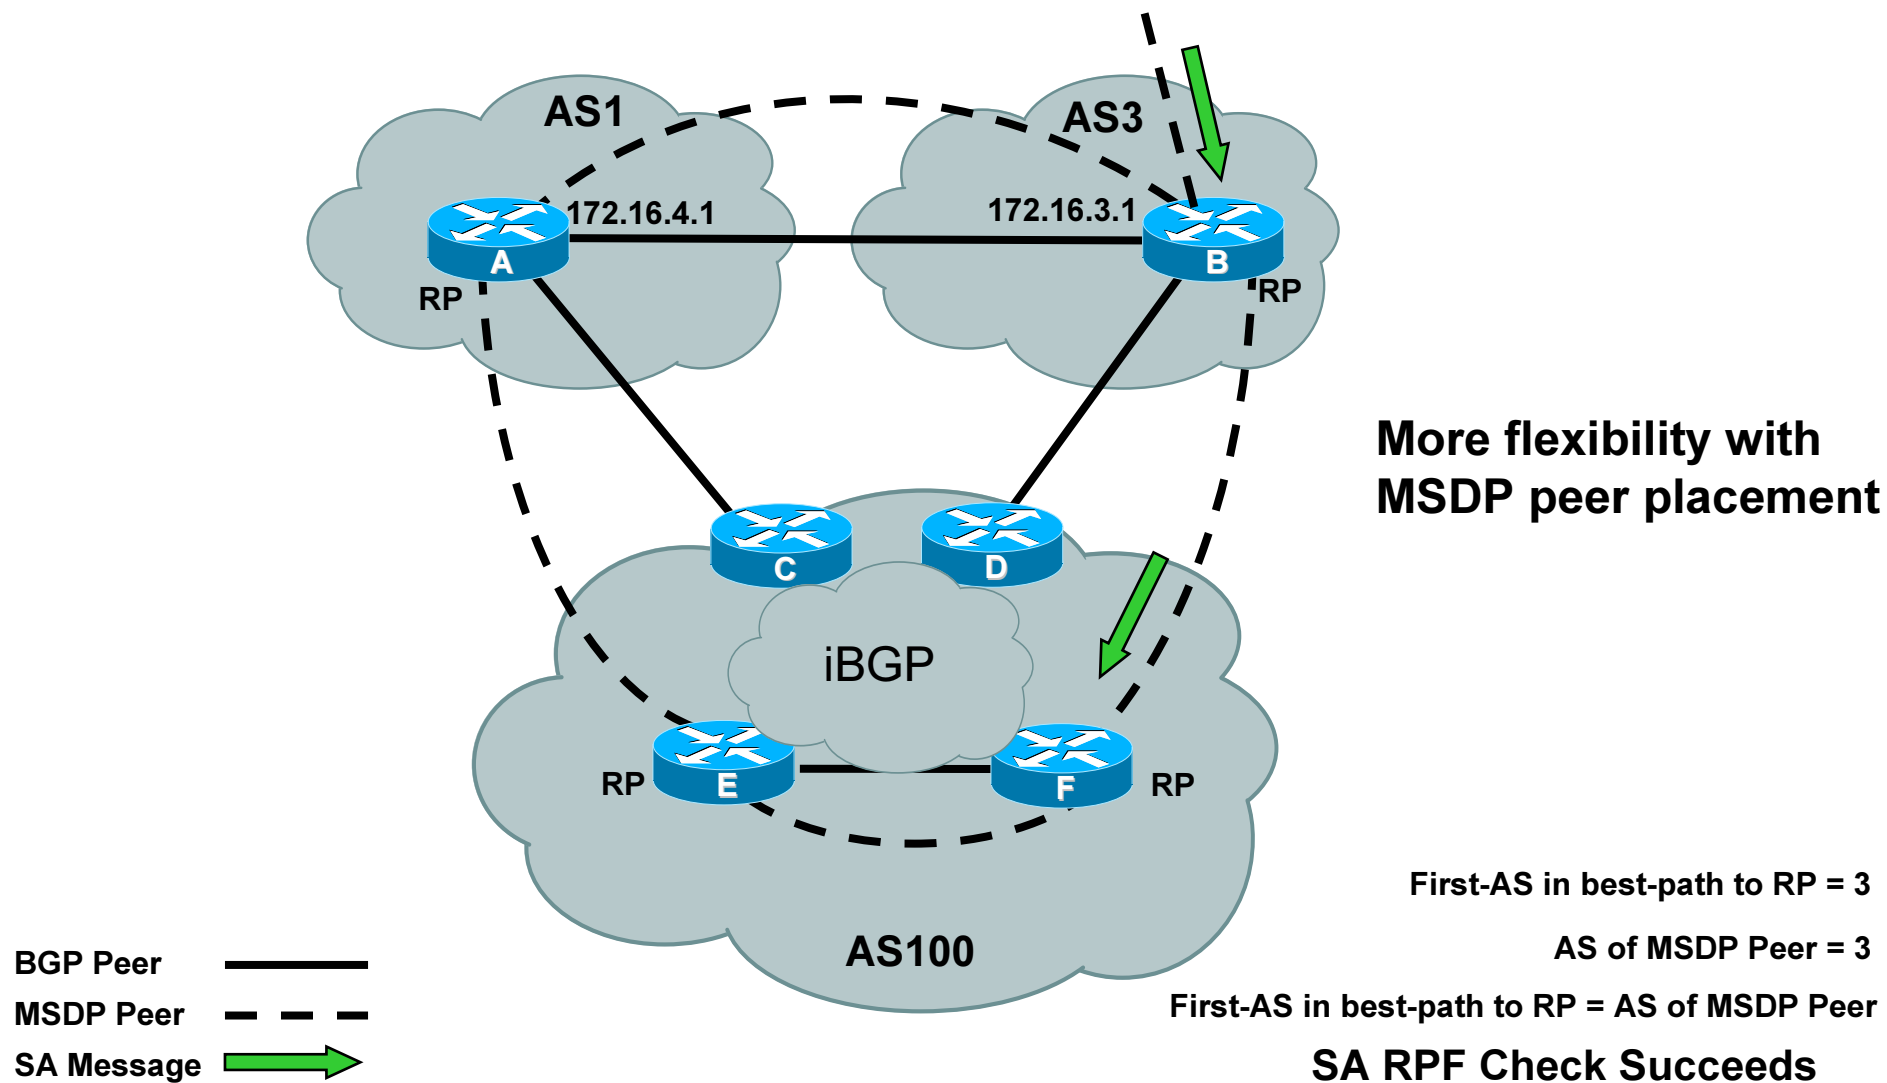 AS1
AS3
172.16.4.1
172.16.3.1
A
B
RP
RP
More flexibility with
MSDP peer placement
C
D
iBGP
E
F
RP
RP
First-AS in best-path to RP = 3
AS100
AS of MSDP Peer = 3
BGP Peer
MSDP Peer
First-AS in best-path to RP = AS of MSDP Peer
SA Message
SA RPF Check Succeeds